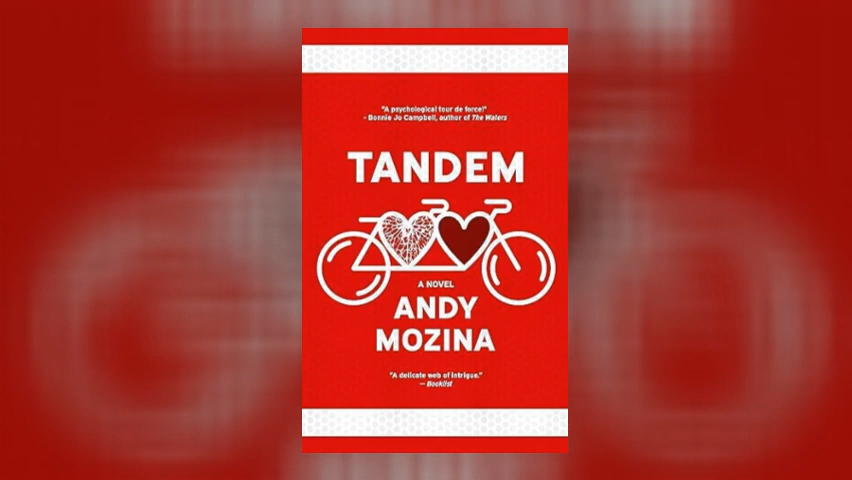 "A psychological tour de force!"
- Bonnie Jo Campbell, author of The Waters
TANDEM
A NOVEL
ANDY
MOZINA
"A delicate web of intrigue."
— Booklist